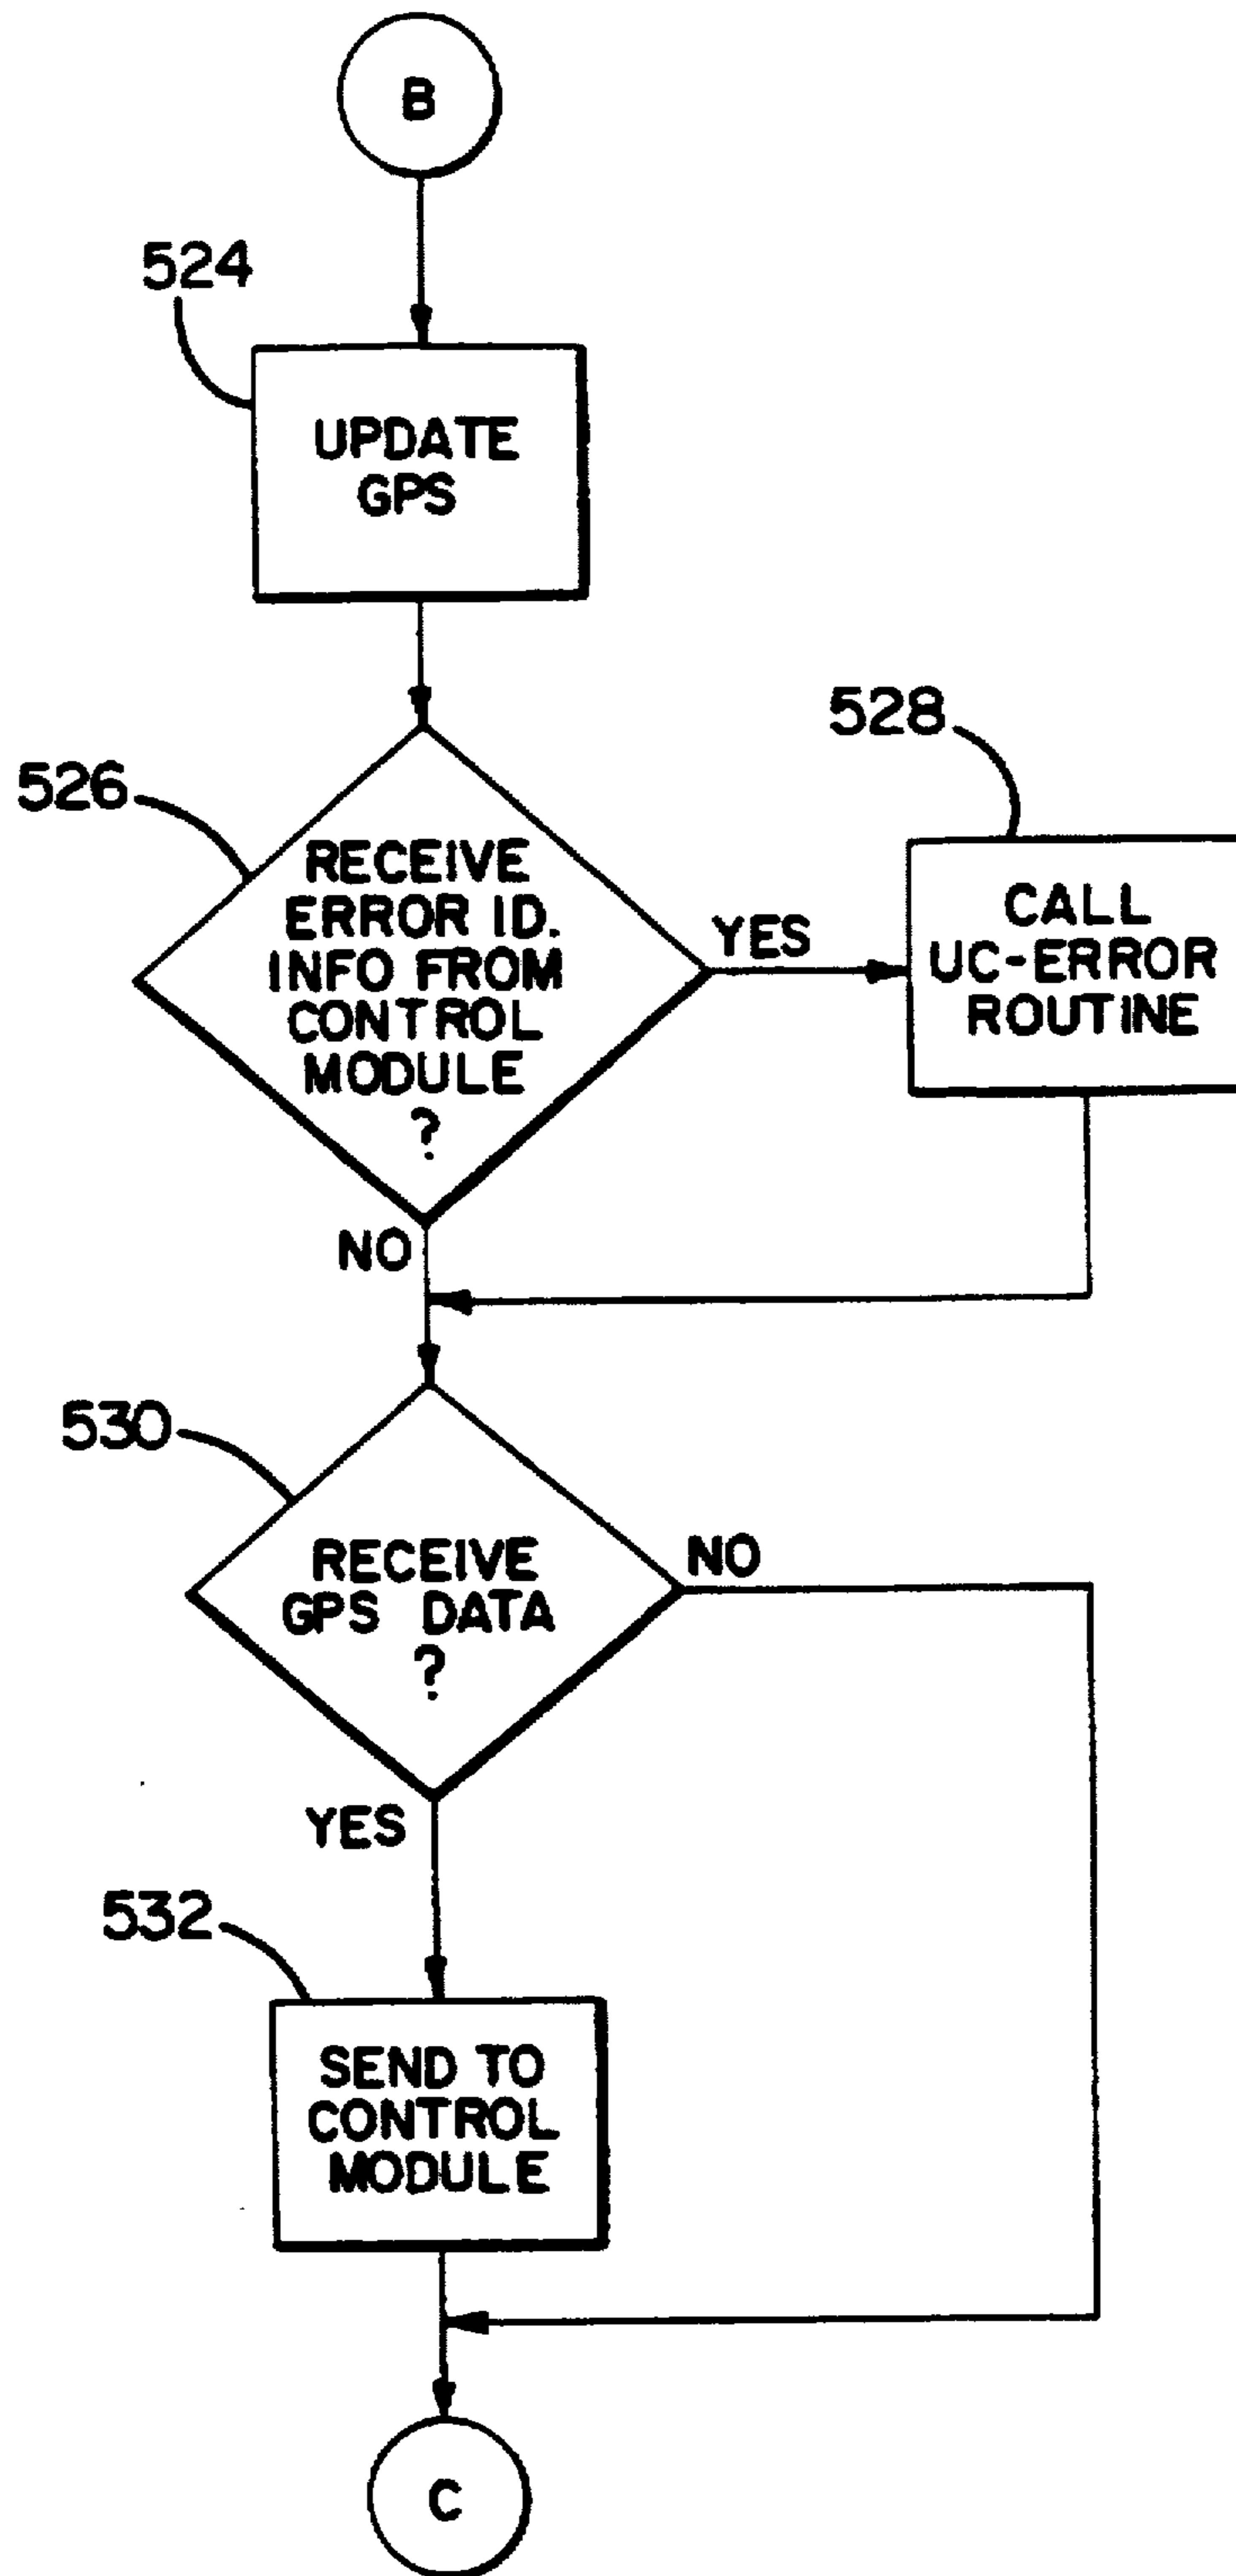 B
524
UPDATE
GPS
526
RECEIVE
ERROR ID.
INFO FROM
CONTROL
MODULE
?
YES
528
CALL
UC-ERROR
ROUTINE
NO
530
RECEIVE
GPS DATA
?
NO
YES
532
SEND TO
CONTROL
MODULE
C